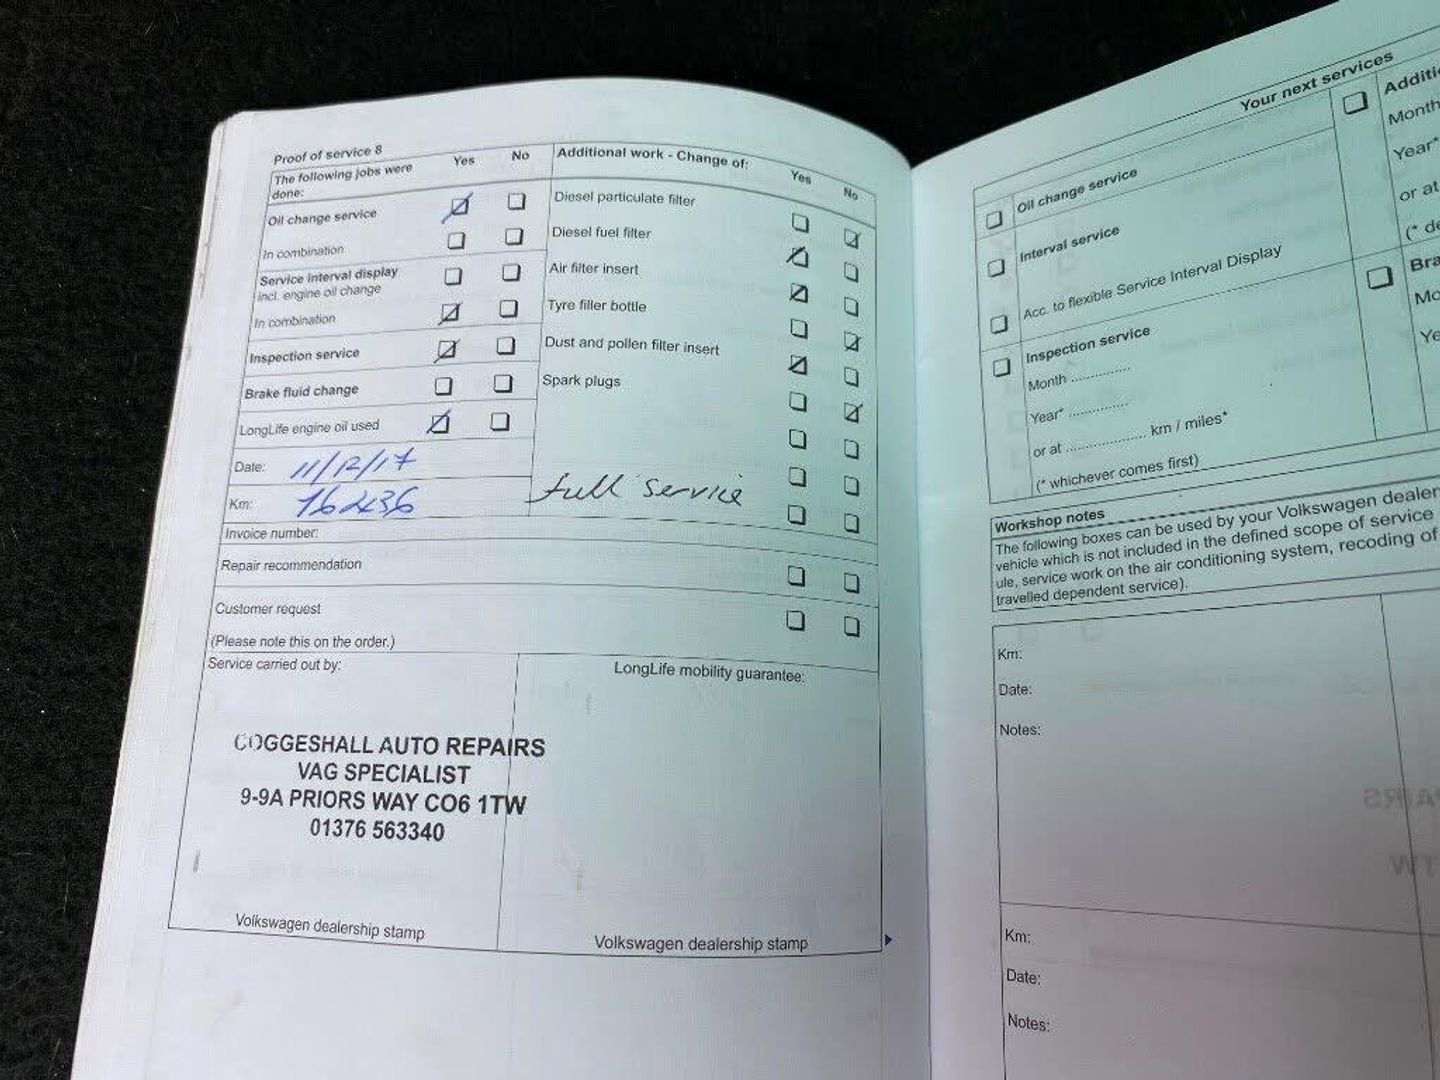 Proof of service 8
The following jobs were done: Yes No
Oil change service
In combination
Service interval display
incl. engine oil change
In combination
Inspection service
Brake fluid change
LongLife engine oil used
Date: 11/12/17
Km: 76436
Additional work - Change of: Yes No
Diesel particulate filter
Diesel fuel filter
Air filter insert
Tyre filler bottle
Dust and pollen filter insert
Spark plugs
full service
Invoice number:
Repair recommendation
Customer request
(Please note this on the order.)
Service carried out by:
COGGESHALL AUTO REPAIRS
VAG SPECIALIST
9-9A PRIORS WAY CO6 1TW
01376 563340
Volkswagen dealership stamp
LongLife mobility guarantee:
Volkswagen dealership stamp
Your next services
Oil change service
Interval service
Acc. to flexible Service Interval Display
Inspection service
Month ..............
Year* ..............
or at ................... km / miles*
(* whichever comes first)
Month
Year*
or at
Workshop notes
The following boxes can be used by your Volkswagen
vehicle which is not included in the defined scope of service
ule, service work on the air conditioning system, recoding of
travelled dependent service).
Km:
Date:
Notes:
Km:
Date:
Notes: